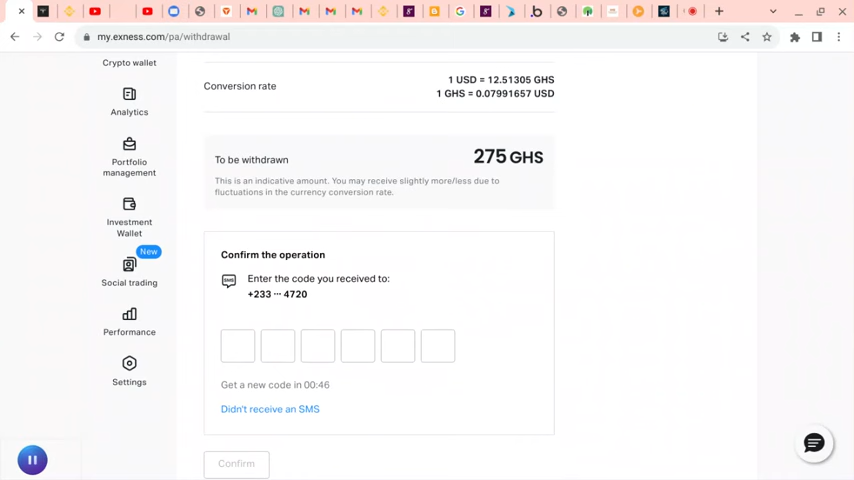 my.exness.com/pa/withdrawal
Crypto wallet
Analytics
Portfolio
management
Investment
Wallet
New
Social trading
Performance
Settings
Conversion rate
1 USD = 12.51305 GHS
1 GHS = 0.07991657 USD
To be withdrawn
275 GHS
This is an indicative amount. You may receive slightly more/less due to
fluctuations in the currency conversion rate.
Confirm the operation
SMS
Enter the code you received to:
+233 ··· 4720
Get a new code in 00:46
Didn't receive an SMS
Confirm